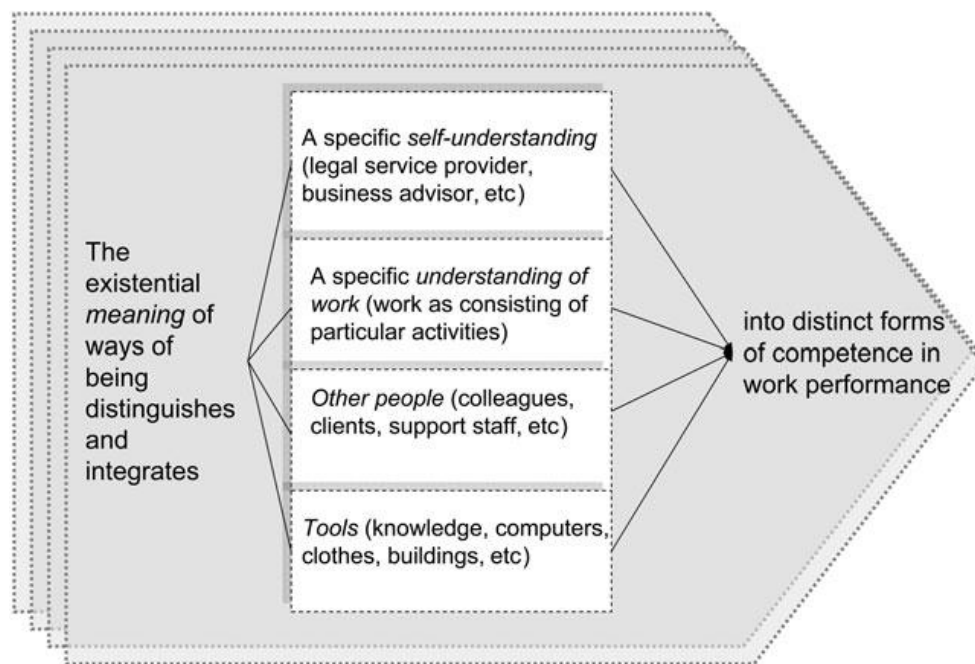 The
existential
meaning of
ways of
being
distinguishes
and
integrates
A specific self-understanding
(legal service provider,
business advisor, etc)
A specific understanding of
work (work as consisting of
particular activities)
Other people (colleagues,
clients, support staff, etc)
Tools (knowledge, computers,
clothes, buildings, etc)
into distinct forms
of competence in
work performance